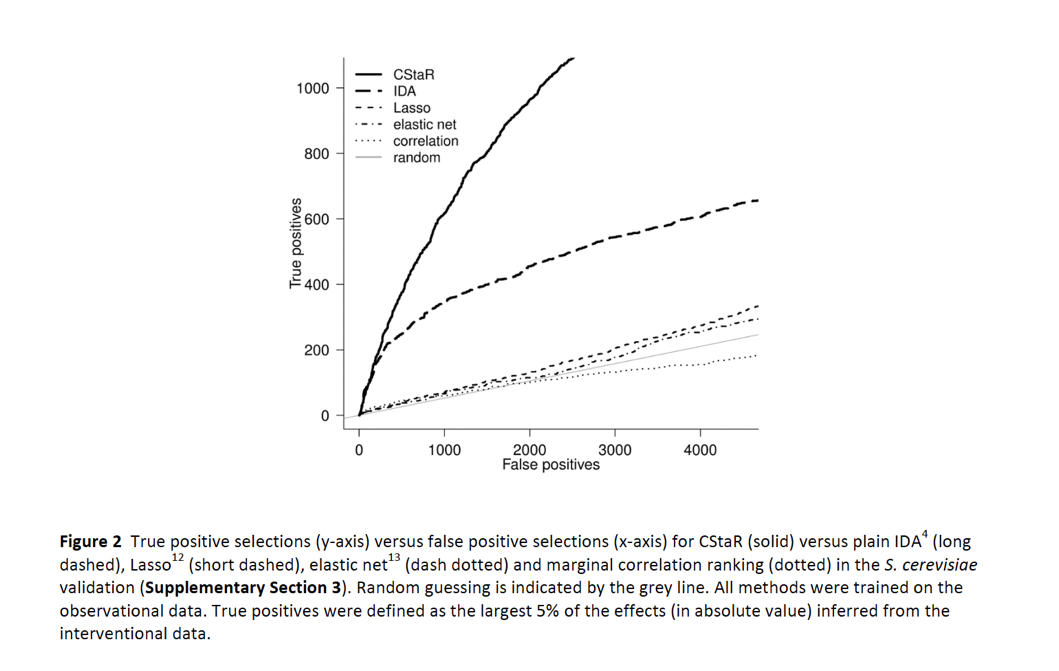 CStaR
IDA
Lasso
elastic net
correlation
random
1000
800
600
400
200
0
True positives
0 1000 2000 3000 4000
False positives
Figure 2 True positive selections (y-axis) versus false positive selections (x-axis) for CStaR (solid) versus plain IDA4 (long
dashed), Lasso12 (short dashed), elastic net13 (dash dotted) and marginal correlation ranking (dotted) in the S. cerevisiae
validation (Supplementary Section 3). Random guessing is indicated by the grey line. All methods were trained on the
observational data. True positives were defined as the largest 5% of the effects (in absolute value) inferred from the
interventional data.